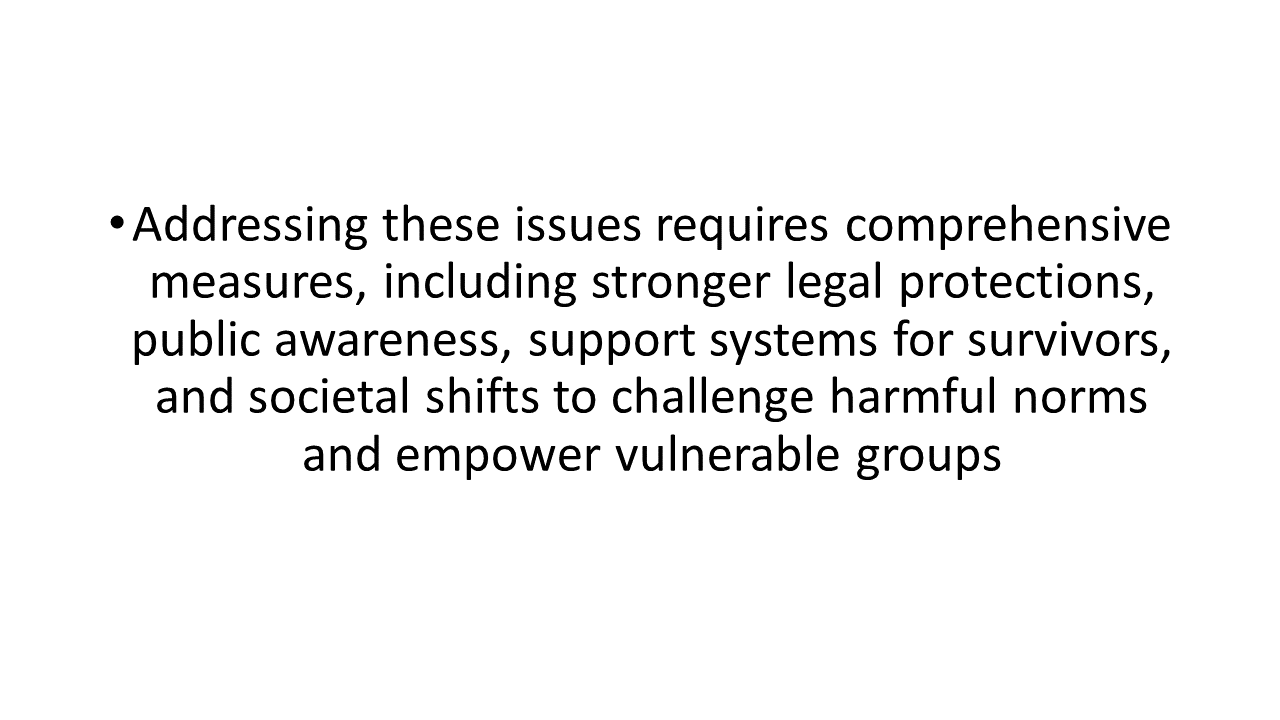 •Addressing these issues requires comprehensive
measures, including stronger legal protections,
public awareness, support systems for survivors,
and societal shifts to challenge harmful norms
and empower vulnerable groups